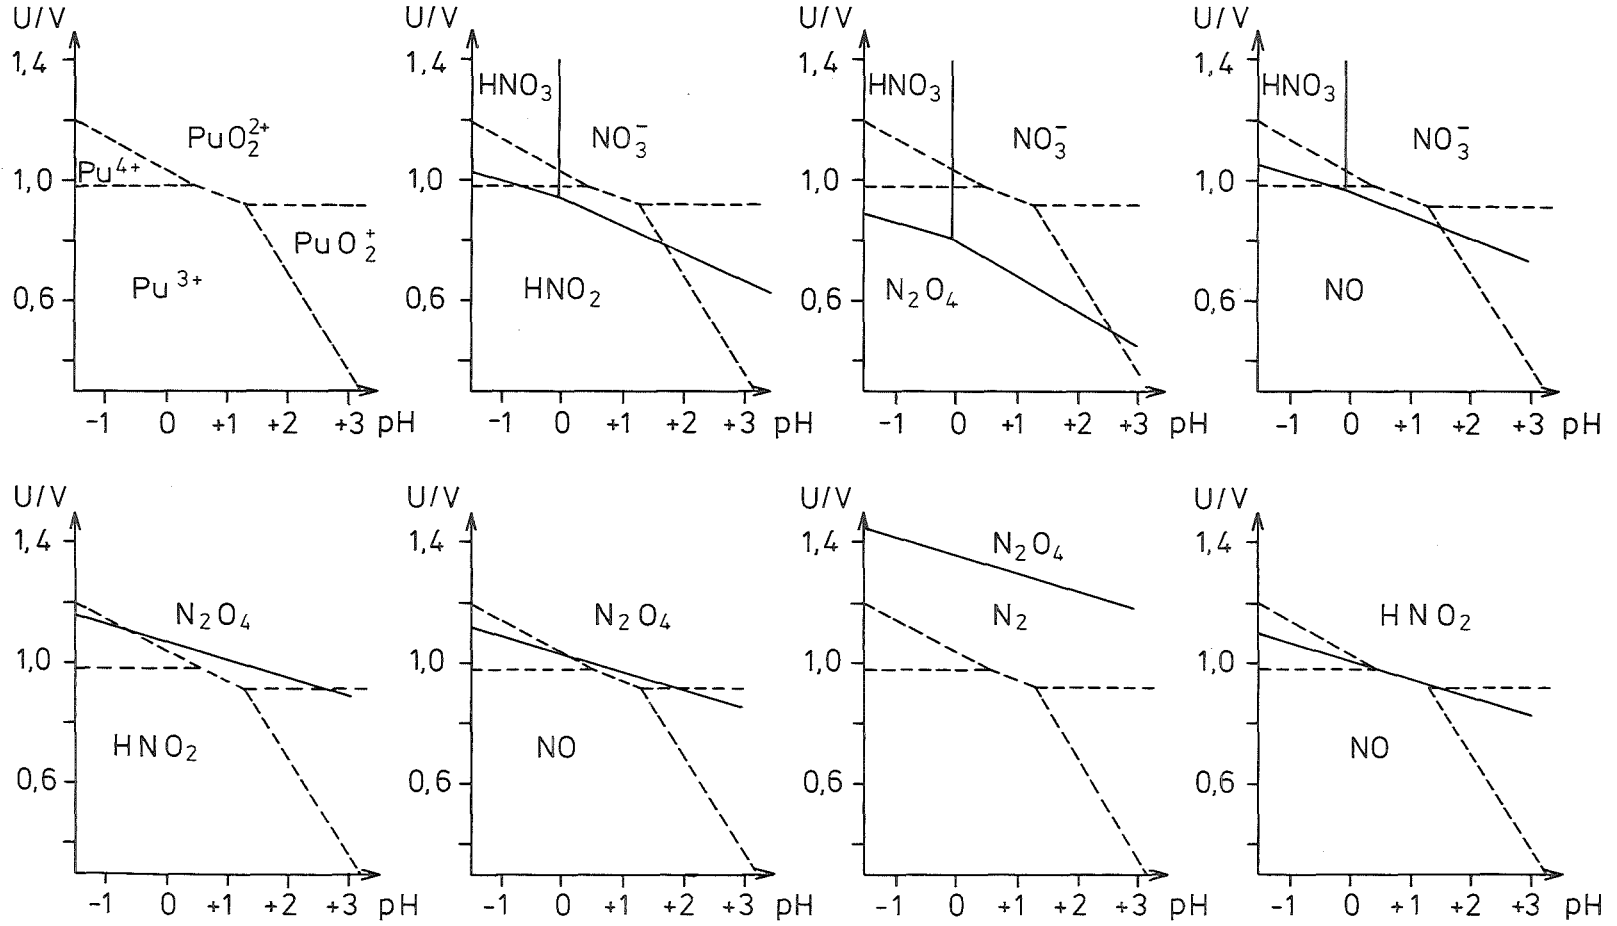 U/V U/V U/V U/V
1,4 1,4 1,4 1,4
HNO₃ HNO₃ HNO₃
PuO₂²⁺ NO₃⁻ NO₃⁻ NO₃⁻
Pu⁴⁺
1,0 1,0 1,0 1,0
PuO₂⁺
Pu³⁺ HNO₂ N₂O₄ NO
0,6 0,6 0,6 0,6
-1 0 +1 +2 +3 pH -1 0 +1 +2 +3 pH -1 0 +1 +2 +3 pH -1 0 +1 +2 +3 pH
U/V U/V U/V U/V
1,4 1,4 1,4 1,4
N₂O₄
N₂O₄ N₂O₄ N₂ HNO₂
1,0 1,0 1,0 1,0
HNO₂ NO NO
0,6 0,6 0,6 0,6
-1 0 +1 +2 +3 pH -1 0 +1 +2 +3 pH -1 0 +1 +2 +3 pH -1 0 +1 +2 +3 pH